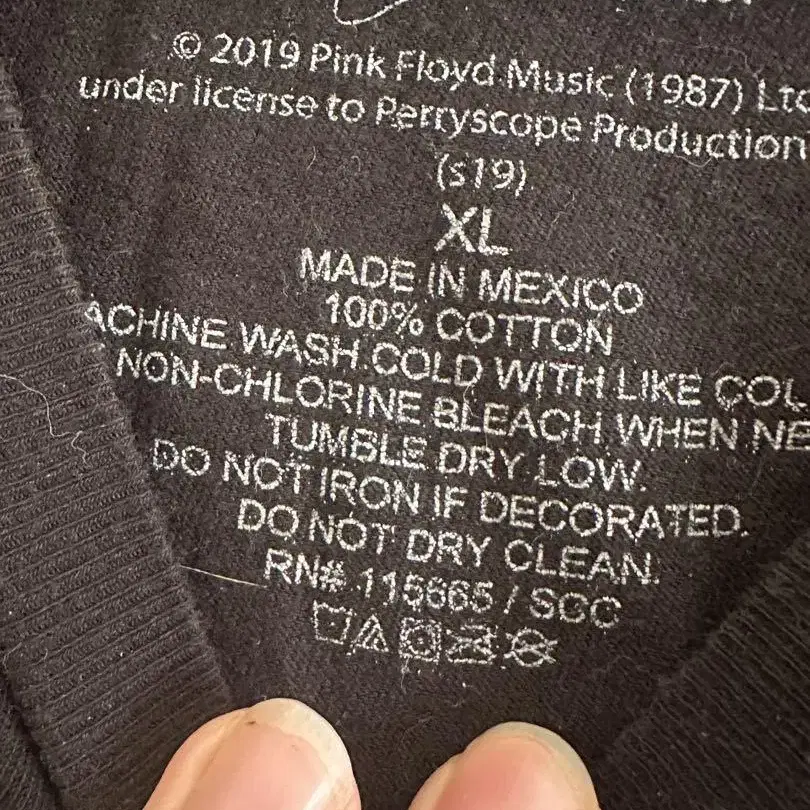 © 2019 Pink Floyd Music (1987) Ltd
under license to Perryscope Production
(s19)
XL
MADE IN MEXICO
100% COTTON
ACHINE WASH COLD WITH LIKE COL
NON-CHLORINE BLEACH WHEN NE
TUMBLE DRY LOW.
DO NOT IRON IF DECORATED.
DO NOT DRY CLEAN.
RN# 115665 / SGC